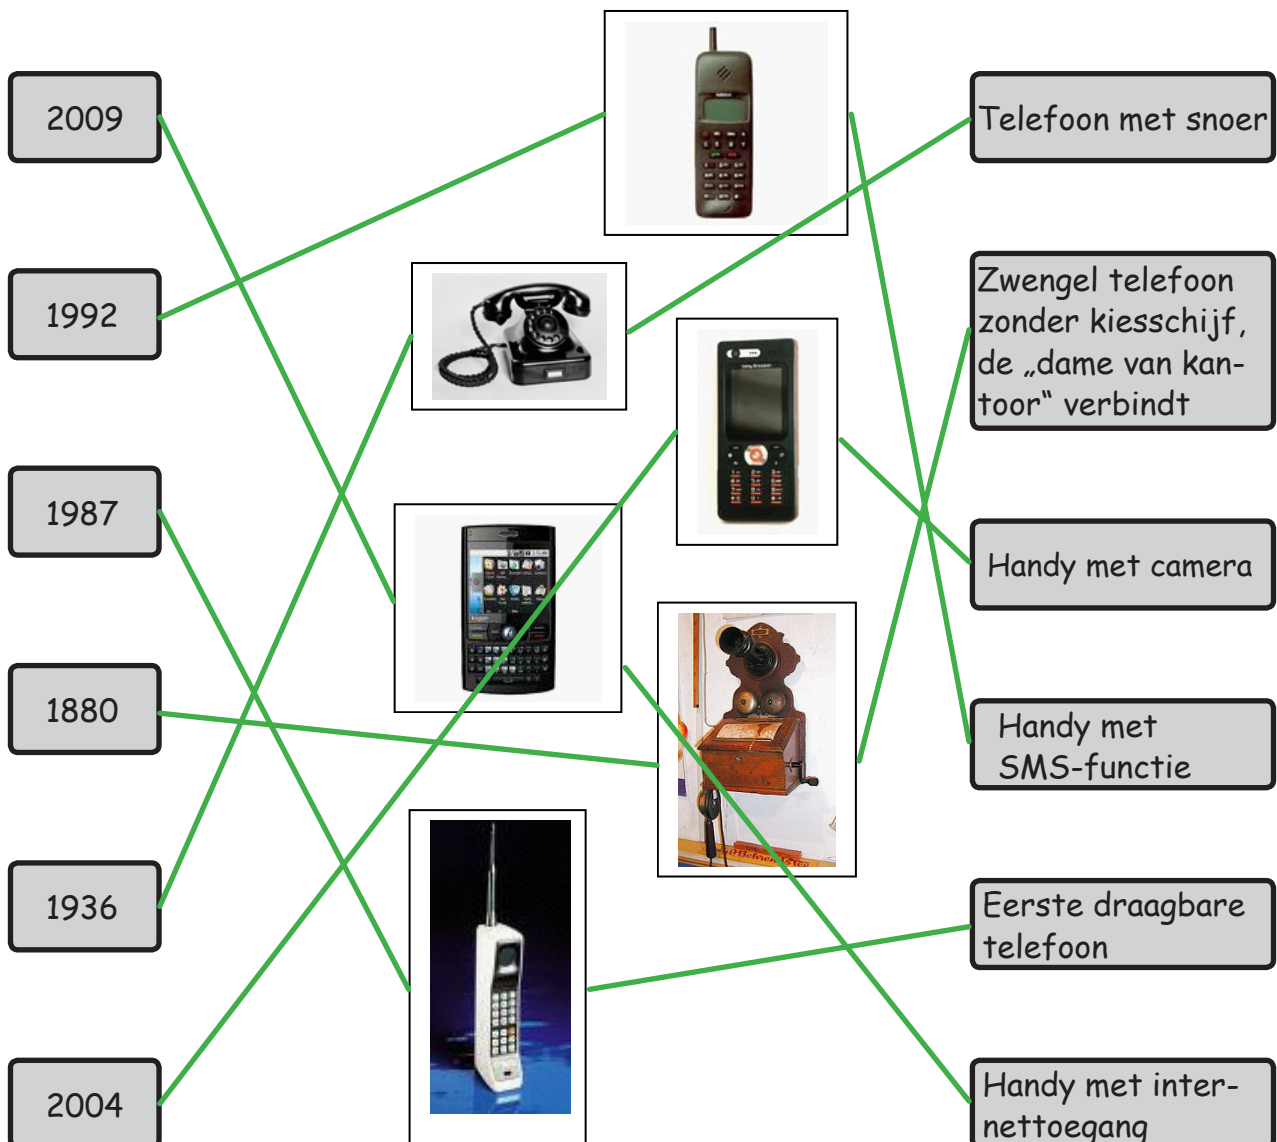 2009
1992
1987
1880
1936
2004
Telefoon met snoer
Zwengel telefoon
zonder kiesschijf,
de „dame van kan-
toor“ verbindt
Handy met camera
Handy met
SMS-functie
Eerste draagbare
telefoon
Handy met inter-
nettoegang